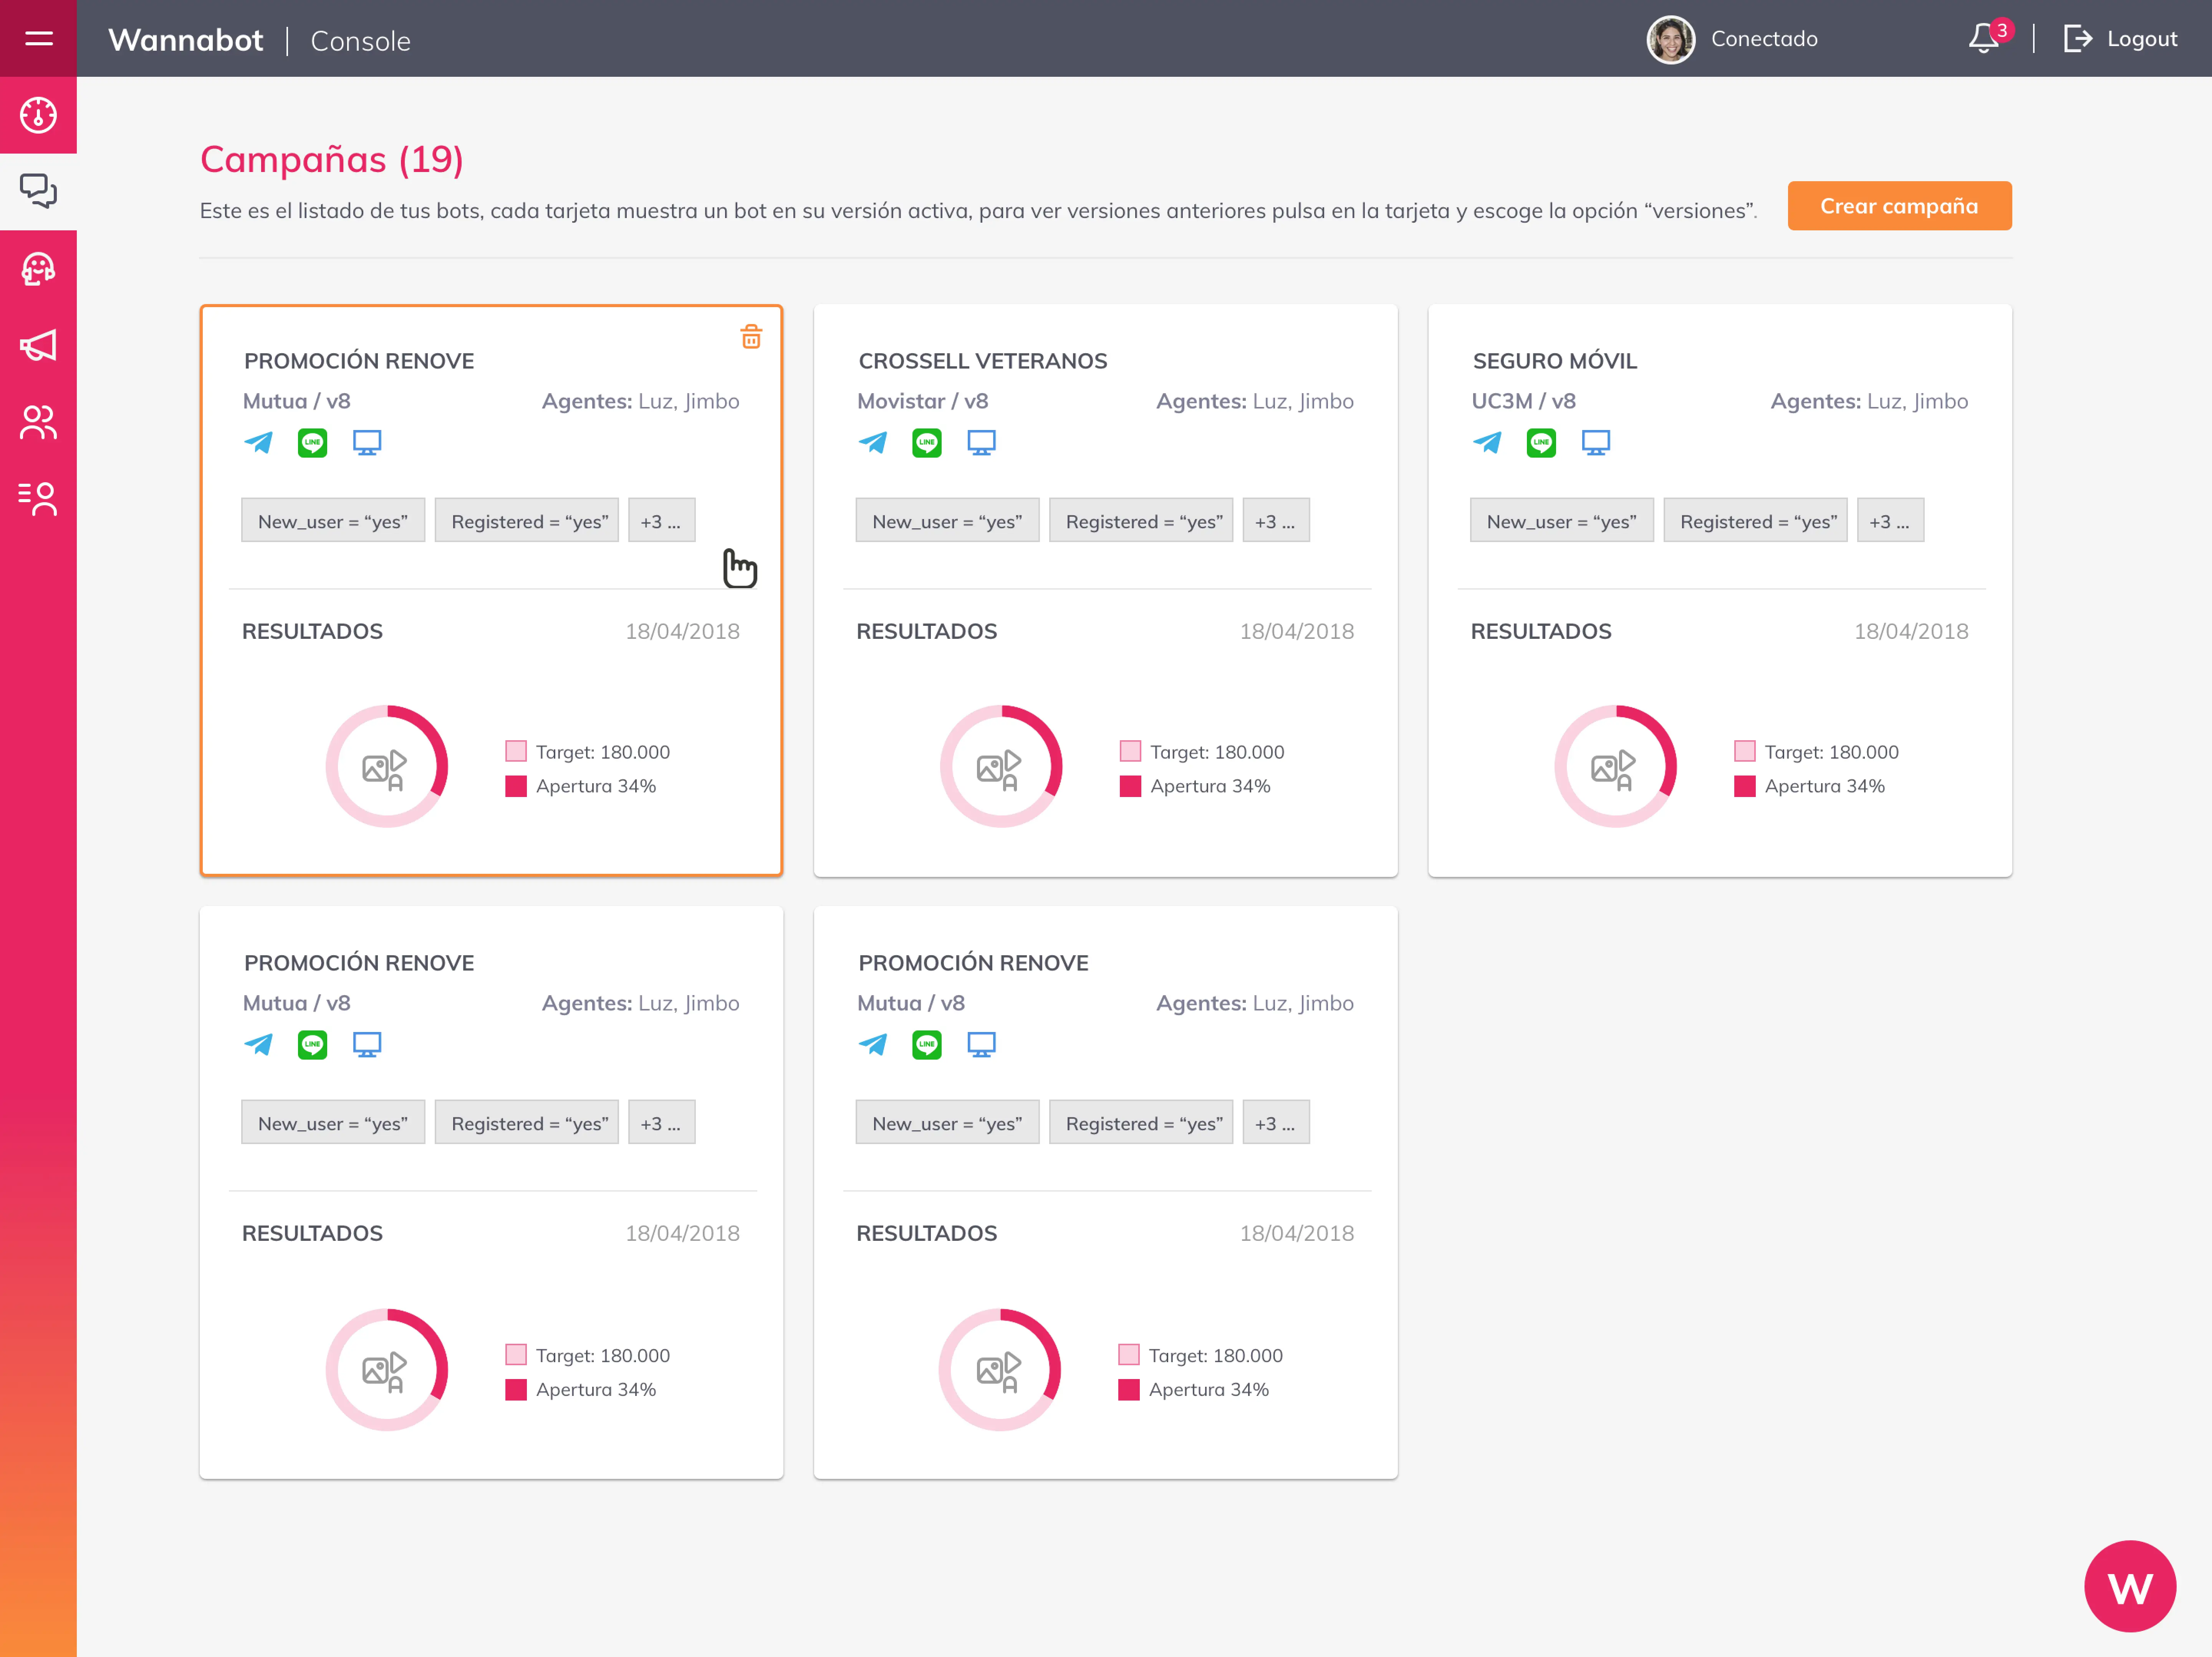 Wannabot | Console
Conectado
3
Logout
Campañas (19)
Este es el listado de tus bots, cada tarjeta muestra un bot en su versión activa, para ver versiones anteriores pulsa en la tarjeta y escoge la opción “versiones”.
Crear campaña
PROMOCIÓN RENOVE
Mutua / v8
Agentes: Luz, Jimbo
LINE
New_user = “yes”
Registered = “yes”
+3 ...
RESULTADOS
18/04/2018
A
Target: 180.000
Apertura 34%
CROSSELL VETERANOS
Movistar / v8
Agentes: Luz, Jimbo
LINE
New_user = “yes”
Registered = “yes”
+3 ...
RESULTADOS
18/04/2018
A
Target: 180.000
Apertura 34%
SEGURO MÓVIL
UC3M / v8
Agentes: Luz, Jimbo
LINE
New_user = “yes”
Registered = “yes”
+3 ...
RESULTADOS
18/04/2018
A
Target: 180.000
Apertura 34%
PROMOCIÓN RENOVE
Mutua / v8
Agentes: Luz, Jimbo
LINE
New_user = “yes”
Registered = “yes”
+3 ...
RESULTADOS
18/04/2018
A
Target: 180.000
Apertura 34%
PROMOCIÓN RENOVE
Mutua / v8
Agentes: Luz, Jimbo
LINE
New_user = “yes”
Registered = “yes”
+3 ...
RESULTADOS
18/04/2018
A
Target: 180.000
Apertura 34%
W